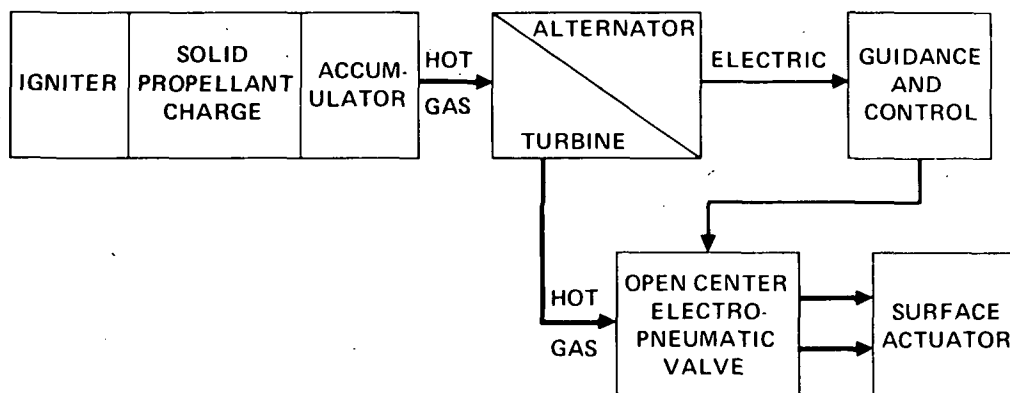 IGNITER
SOLID
PROPELLANT
CHARGE
ACCUM-
ULATOR
HOT
GAS
ALTERNATOR
TURBINE
ELECTRIC
GUIDANCE
AND
CONTROL
HOT
GAS
OPEN CENTER
ELECTRO-
PNEUMATIC
VALVE
SURFACE
ACTUATOR